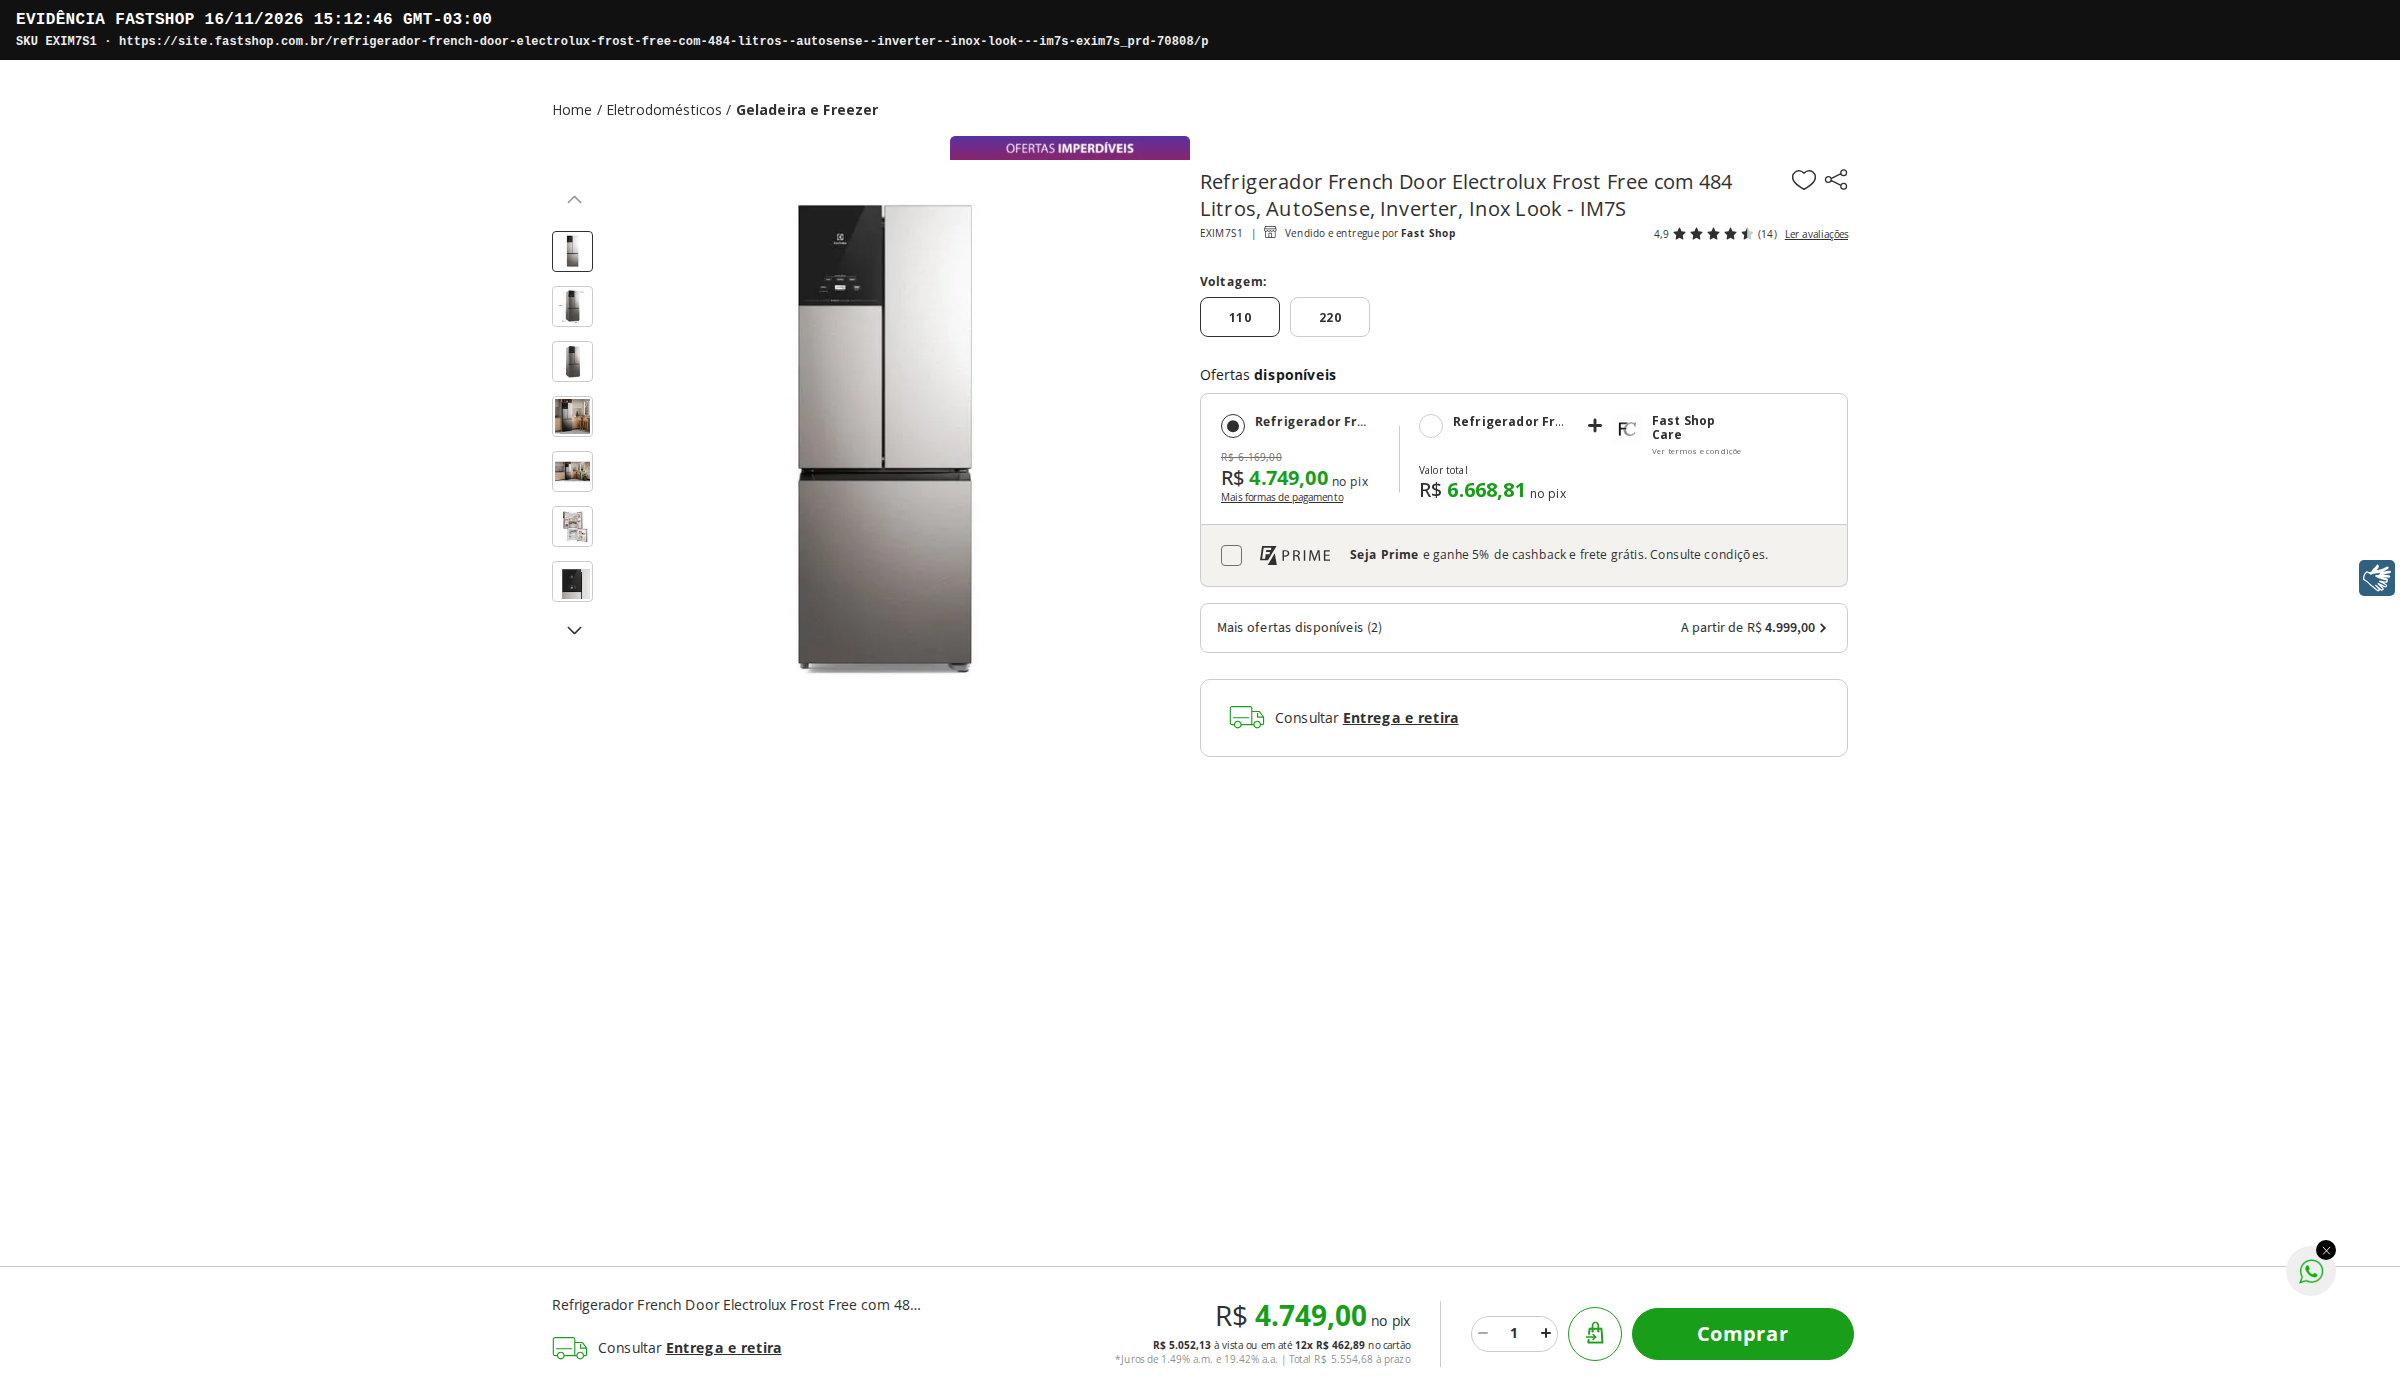 EVIDÊNCIA FASTSHOP 16/11/2026 15:12:46 GMT-03:00
SKU EXIM7S1 · https://site.fastshop.com.br/refrigerador-french-door-electrolux-frost-free-com-484-litros--autosense--inverter--inox-look---im7s-exim7s_prd-70808/p
Home / Eletrodomésticos / Geladeira e Freezer
OFERTAS IMPERDÍVEIS
Refrigerador French Door Electrolux Frost Free com 484
Litros, AutoSense, Inverter, Inox Look - IM7S
EXIM7S1 | Vendido e entregue por Fast Shop
4,9 (14) Ler avaliações
Voltagem:
110 220
Ofertas disponíveis
Refrigerador Fr...
R$ 6.169,00
R$ 4.749,00 no pix
Mais formas de pagamento
Refrigerador Fr... + FC Fast Shop
Care
Ver termos e condiçõe
Valor total
R$ 6.668,81 no pix
PRIME Seja Prime e ganhe 5% de cashback e frete grátis. Consulte condições.
Mais ofertas disponíveis (2) A partir de R$ 4.999,00
Consultar Entrega e retira
Refrigerador French Door Electrolux Frost Free com 48...
Consultar Entrega e retira
R$ 4.749,00 no pix
R$ 5.052,13 à vista ou em até 12x R$ 462,89 no cartão
*Juros de 1.49% a.m. e 19.42% a.a. | Total R$ 5.554,68 à prazo
1
Comprar